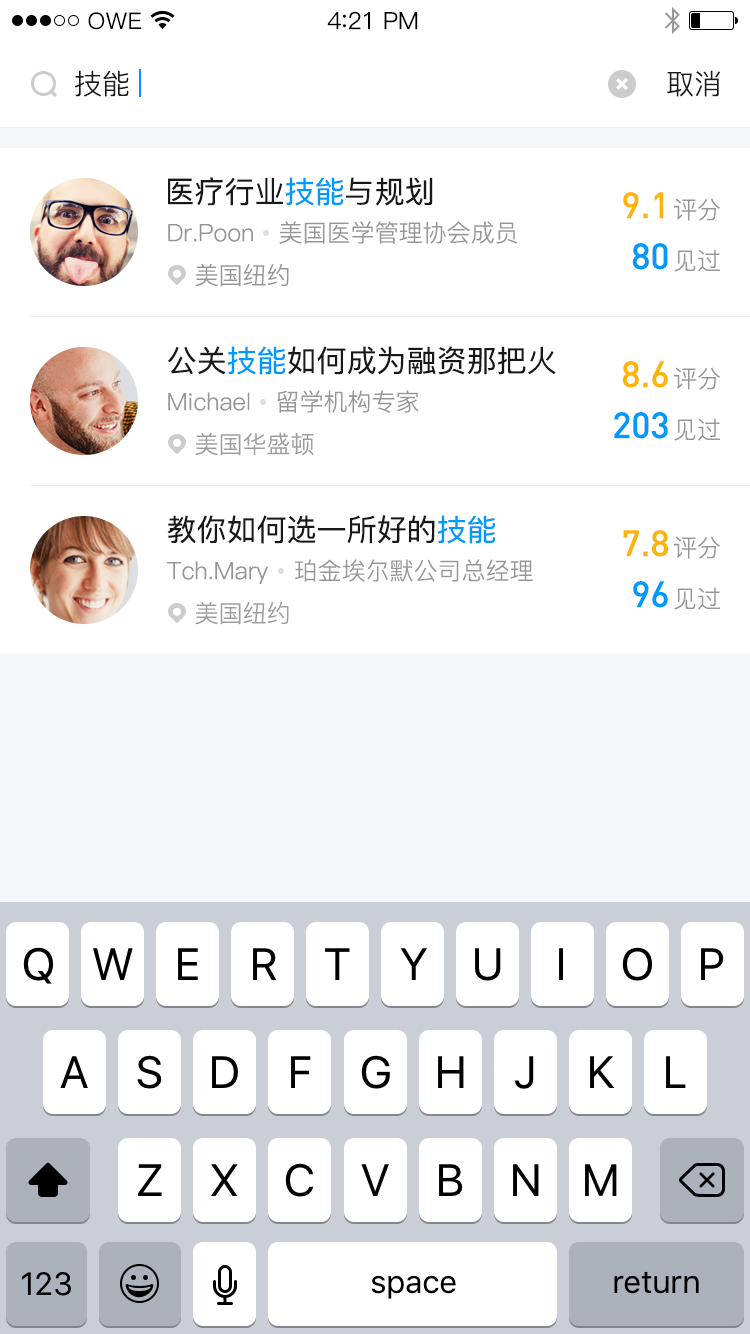 OWE 4:21 PM
技能 取消
医疗行业技能与规划
9.1 评分
Dr.Poon • 美国医学管理协会成员
80 见过
美国纽约
公关技能如何成为融资那把火
8.6 评分
Michael • 留学机构专家
203 见过
美国华盛顿
教你如何选一所好的技能
7.8 评分
Tch.Mary • 珀金埃尔默公司总经理
96 见过
美国纽约
Q W E R T Y U I O P
A S D F G H J K L
Z X C V B N M
123 space return